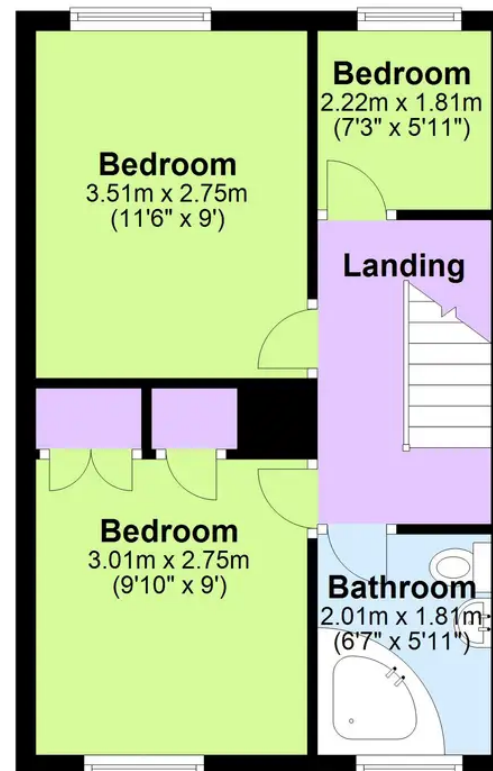 Bedroom
3.51m x 2.75m
(11'6" x 9')
Bedroom
2.22m x 1.81m
(7'3" x 5'11")
Landing
Bedroom
3.01m x 2.75m
(9'10" x 9')
Bathroom
2.01m x 1.81m
(6'7" x 5'11")